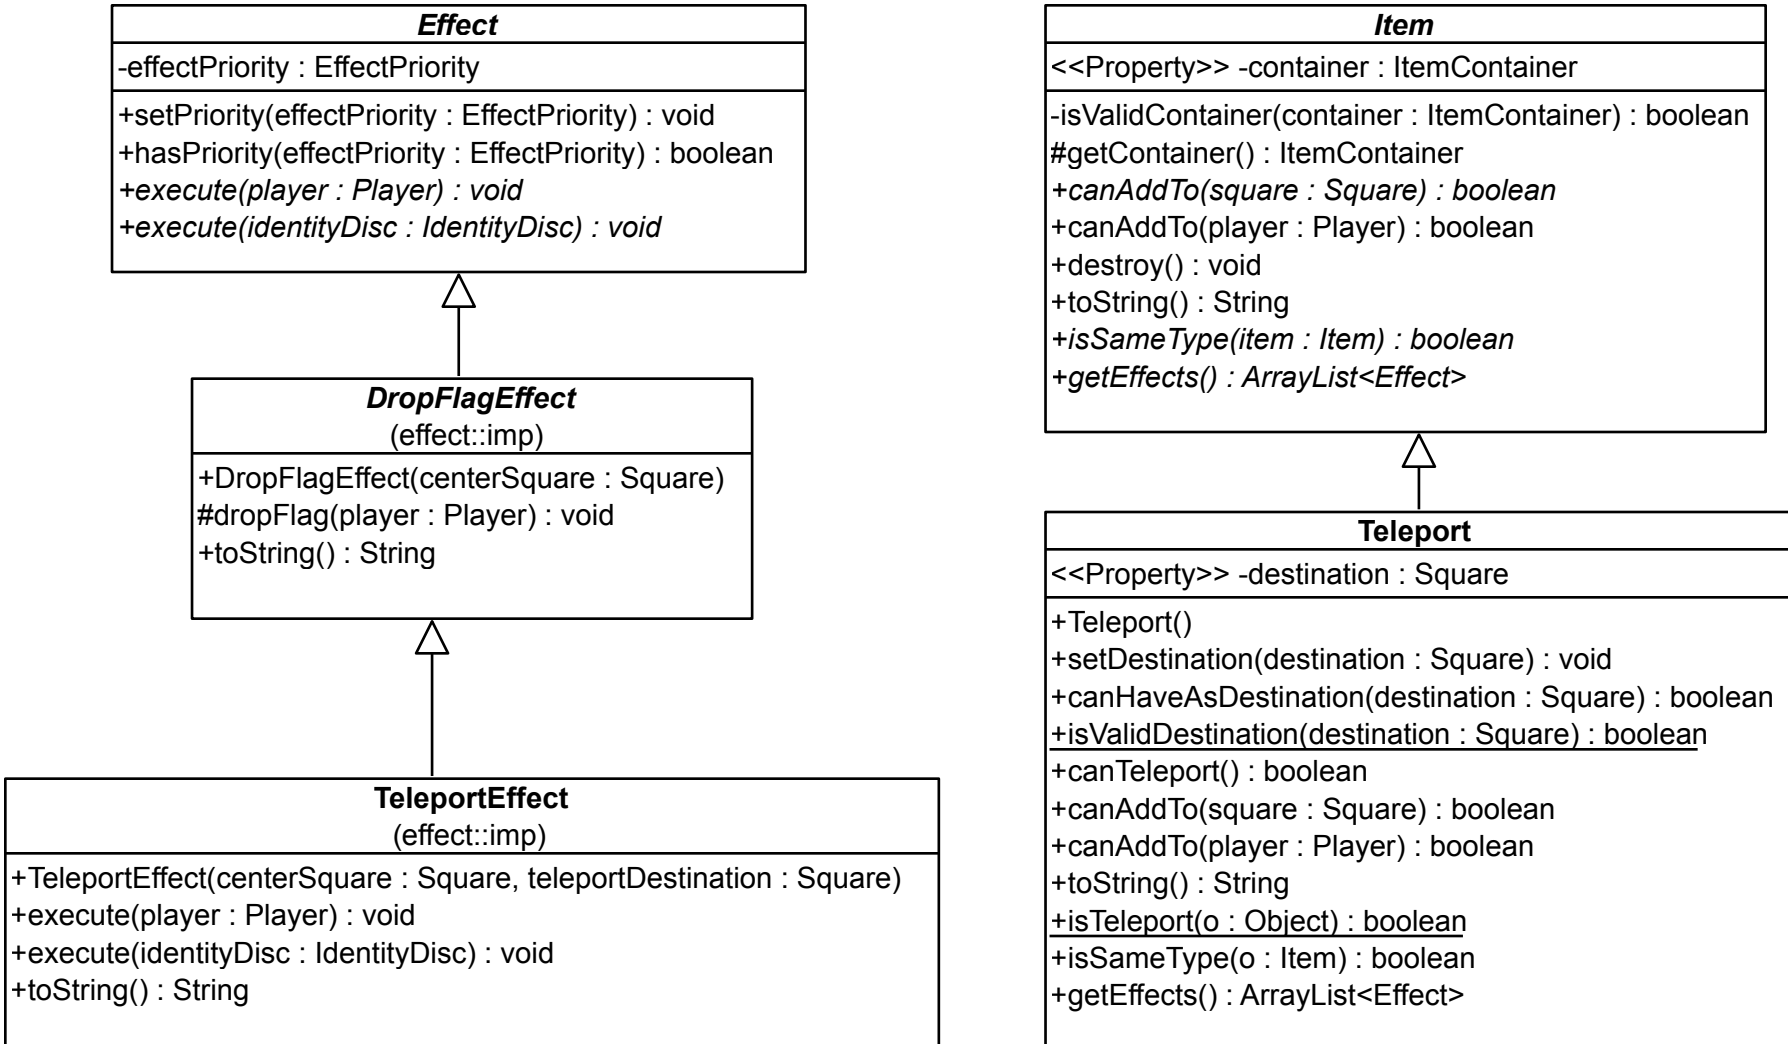 Effect
-effectPriority : EffectPriority
+setPriority(effectPriority : EffectPriority) : void
+hasPriority(effectPriority : EffectPriority) : boolean
+execute(player : Player) : void
+execute(identityDisc : IdentityDisc) : void
DropFlagEffect
(effect::imp)
+DropFlagEffect(centerSquare : Square)
#dropFlag(player : Player) : void
+toString() : String
TeleportEffect
(effect::imp)
+TeleportEffect(centerSquare : Square, teleportDestination : Square)
+execute(player : Player) : void
+execute(identityDisc : IdentityDisc) : void
+toString() : String
Item
<<Property>> -container : ItemContainer
-isValidContainer(container : ItemContainer) : boolean
#getContainer() : ItemContainer
+canAddTo(square : Square) : boolean
+canAddTo(player : Player) : boolean
+destroy() : void
+toString() : String
+isSameType(item : Item) : boolean
+getEffects() : ArrayList<Effect>
Teleport
<<Property>> -destination : Square
+Teleport()
+setDestination(destination : Square) : void
+canHaveAsDestination(destination : Square) : boolean
+isValidDestination(destination : Square) : boolean
+canTeleport() : boolean
+canAddTo(square : Square) : boolean
+canAddTo(player : Player) : boolean
+toString() : String
+isTeleport(o : Object) : boolean
+isSameType(o : Item) : boolean
+getEffects() : ArrayList<Effect>